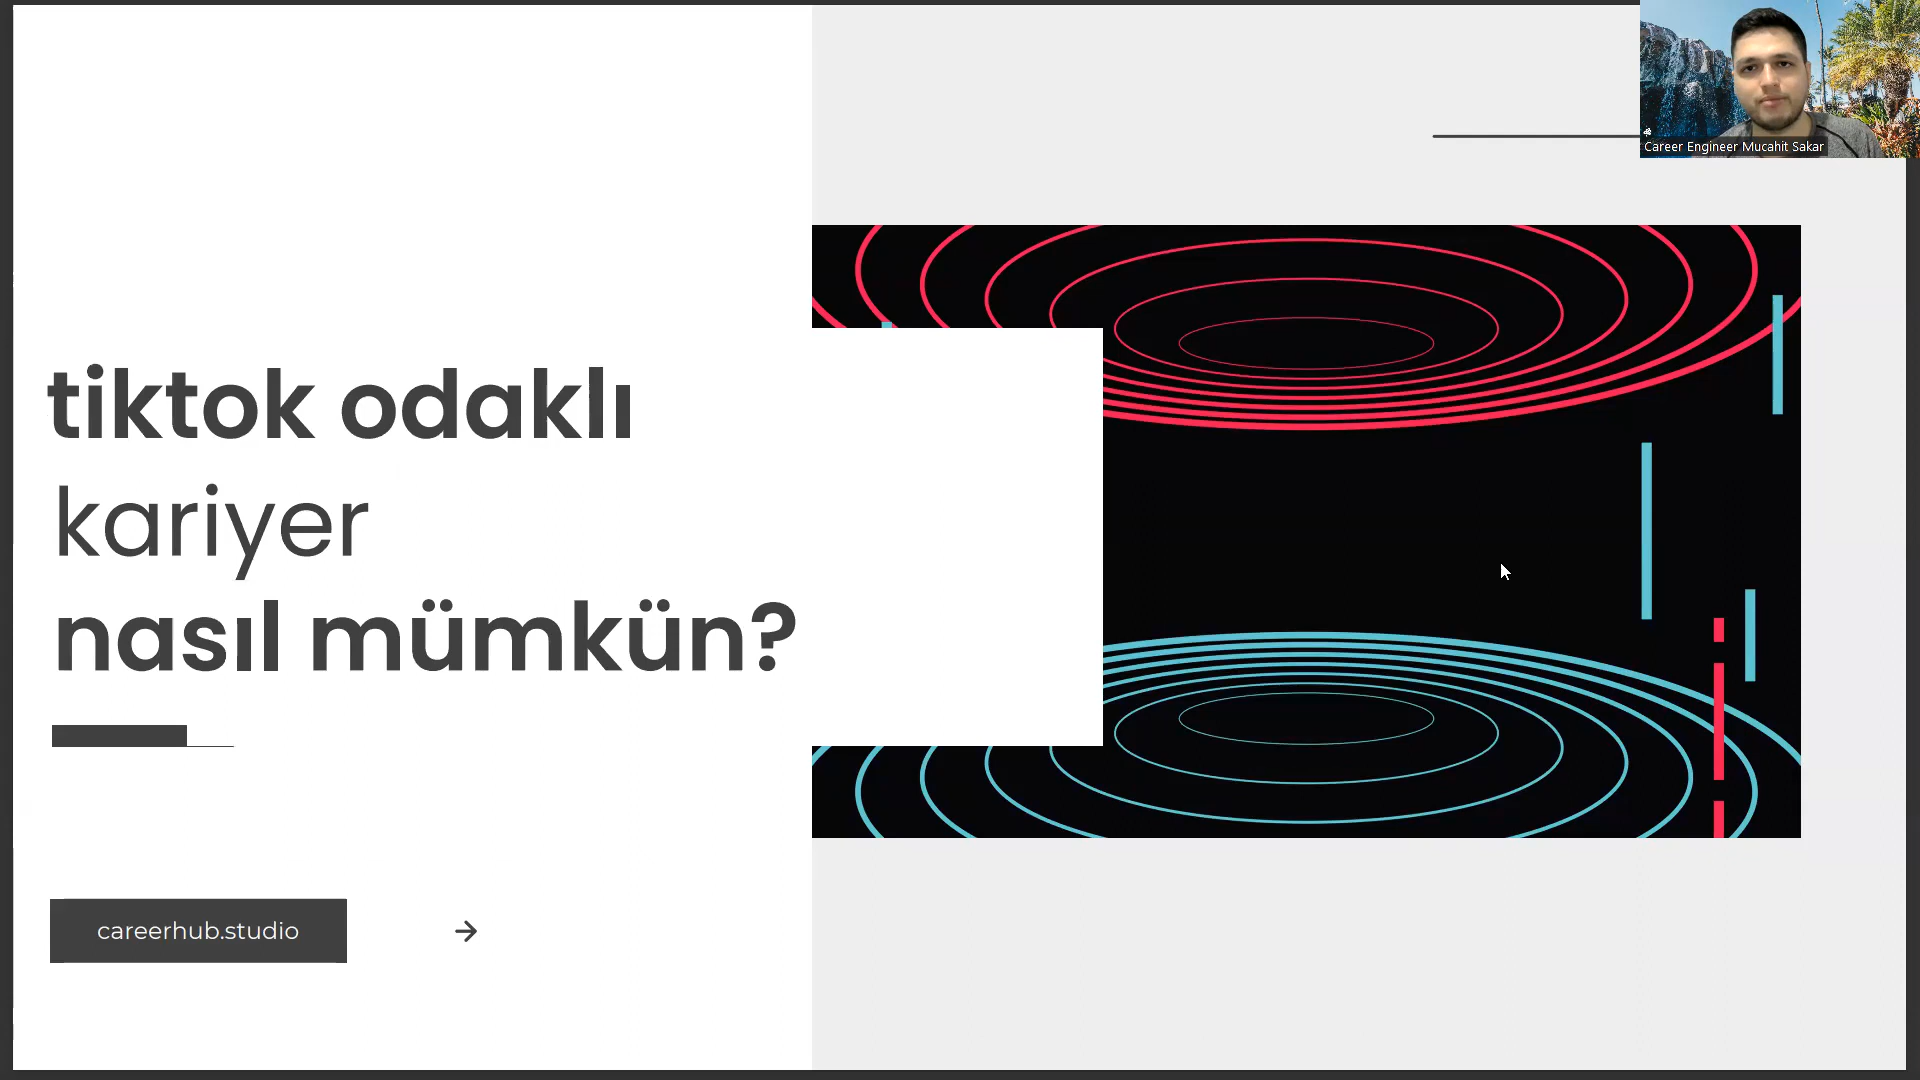 Career Engineer Mucahit Sakar
tiktok odaklı
kariyer
nasıl mümkün?
careerhub.studio